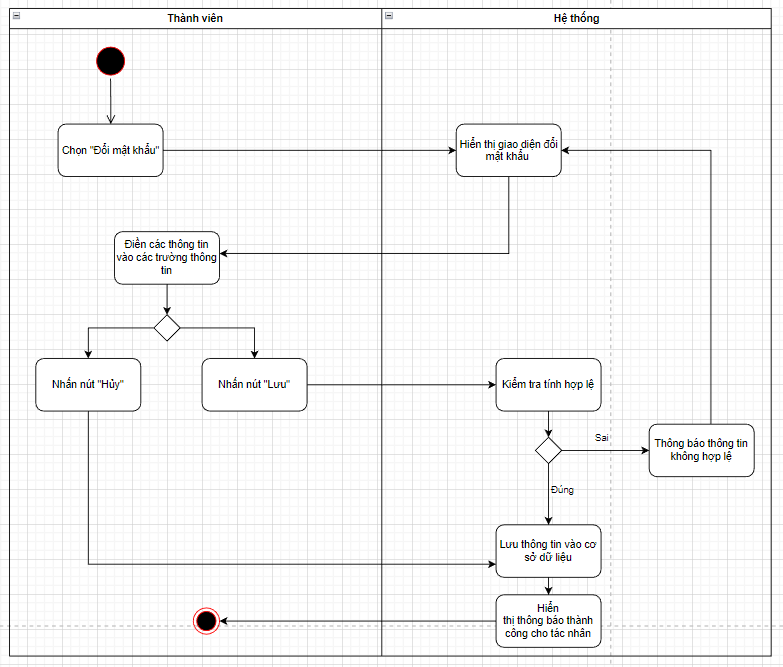 Thành viên
Hệ thống
Chọn "Đổi mật khẩu"
Hiển thị giao diện đổi
mật khẩu
Điền các thông tin
vào các trường thông
tin
Nhấn nút "Hủy"
Nhấn nút "Lưu"
Kiểm tra tính hợp lệ
Sai
Thông báo thông tin
không hợp lệ
Đúng
Lưu thông tin vào cơ
sở dữ liệu
Hiển
thị thông báo thành
công cho tác nhân